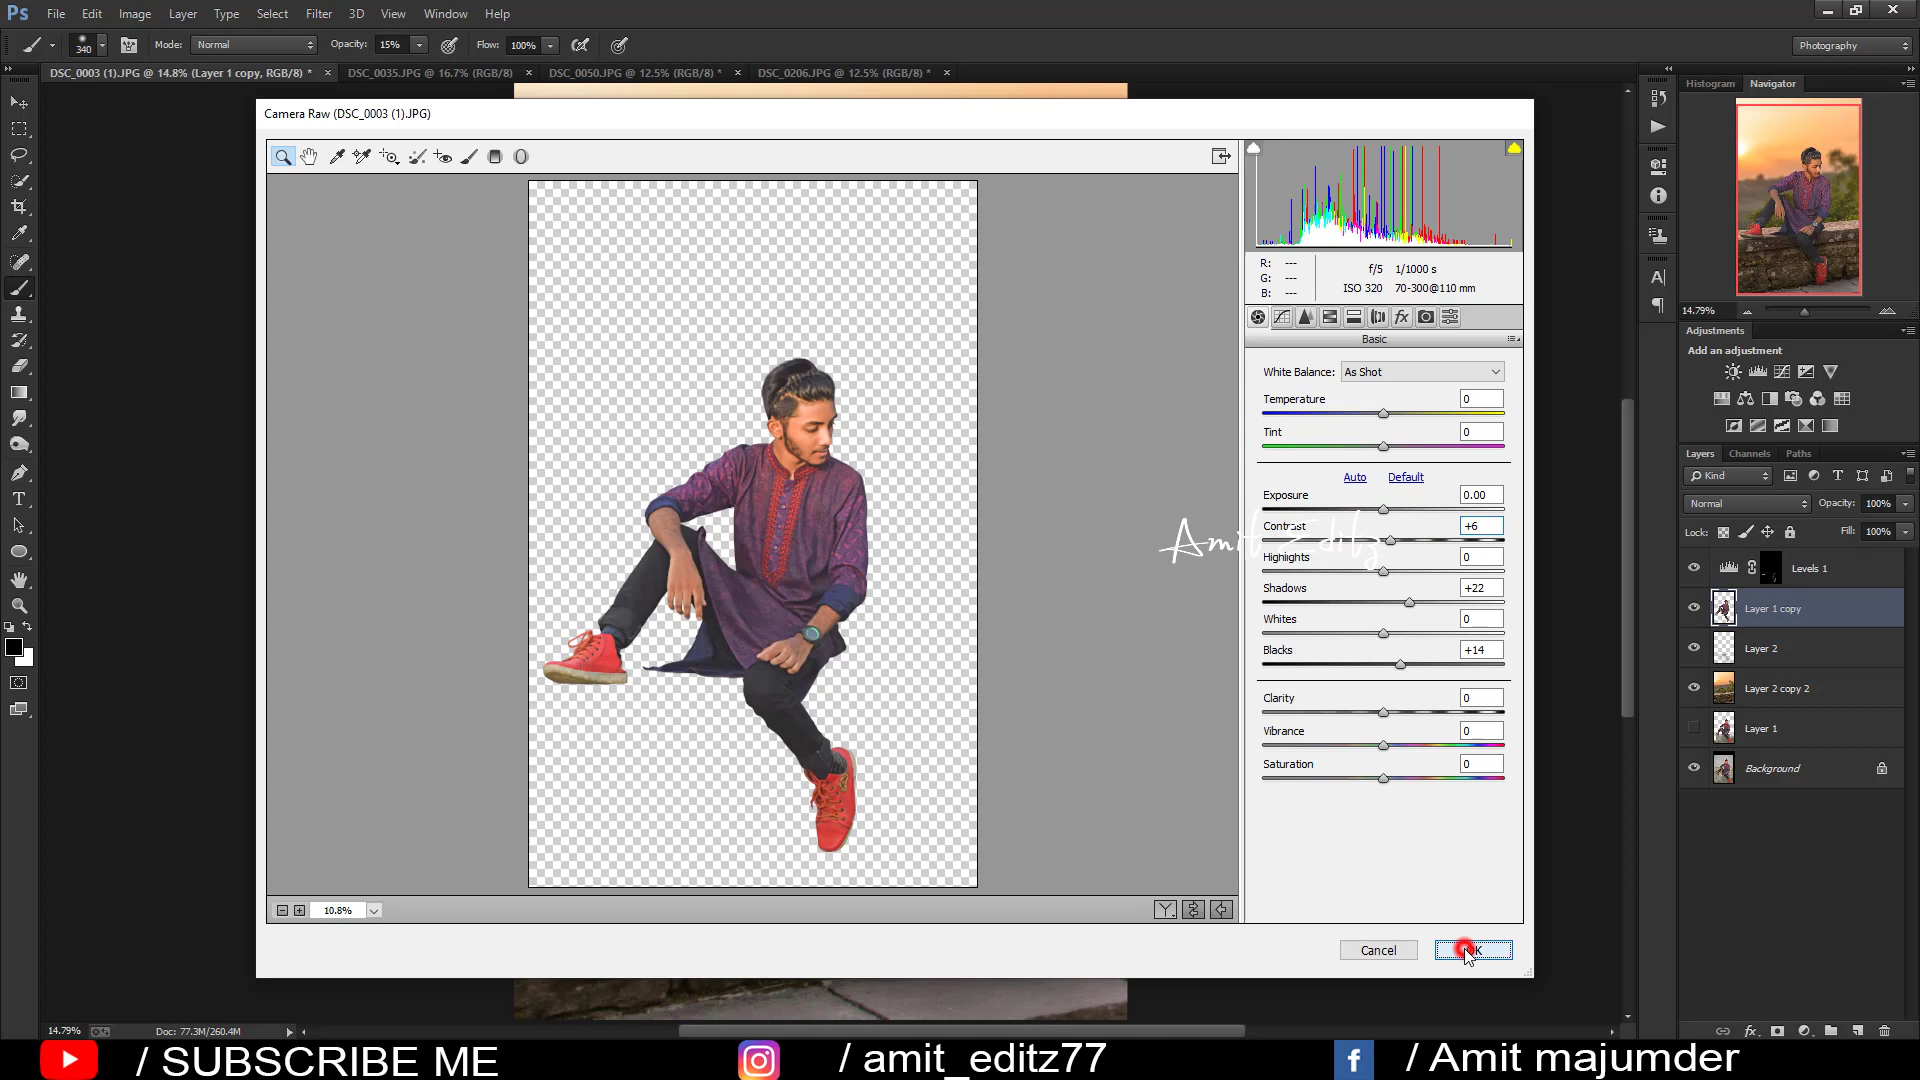 Ps File Edit Image Layer Type Select Filter 3D View Window Help
340 Mode: Normal Opacity: 15% Flow: 100% Photography
DSC_0003 (1).JPG @ 14.8% (Layer 1 copy, RGB/8) * × DSC_0035.JPG @ 16.7% (RGB/8) × DSC_0050.JPG @ 12.5% (RGB/8) * × DSC_0206.JPG @ 12.5% (RGB/8) * ×
Histogram Navigator
Camera Raw (DSC_0003 (1).JPG)
R: ---
G: ---
B: ---
f/5 1/1000 s
ISO 320 70-300@110 mm
Basic
White Balance: As Shot
Temperature 0
Tint 0
Auto Default
Exposure 0.00
Contrast +6
Amit Editz
Highlights 0
Shadows +22
Whites 0
Blacks +14
Clarity 0
Vibrance 0
Saturation 0
10.8%
Cancel OK
14.79%
Adjustments
Add an adjustment
Layers Channels Paths
Kind
Normal Opacity: 100%
Lock: Fill: 100%
Levels 1
Layer 1 copy
Layer 2
Layer 2 copy 2
Layer 1
Background
14.79% Doc: 77.3M/260.4M
/ SUBSCRIBE ME / amit_editz77 / Amit majumder